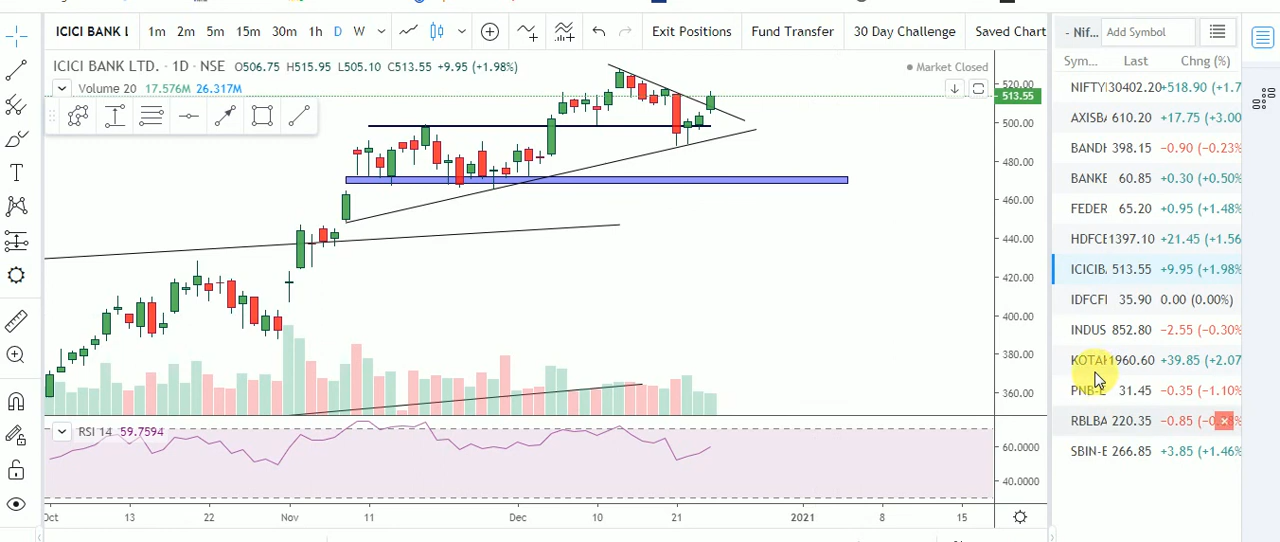 ICICI BANK L 1m 2m 5m 15m 30m 1h D W M Exit Positions Fund Transfer 30 Day Challenge Saved Chart
- Nif... Add Symbol
ICICI BANK LTD. · 1D · NSE O506.75 H515.95 L505.10 C513.55 +9.95 (+1.98%) Market Closed
Volume 20 17.576M 26.317M
Sym... Last Chng (%)
NIFTY 30402.20 +518.90 (+1.7
AXISB 610.20 +17.75 (+3.00
BANDH 398.15 −0.90 (−0.23%
BANKE 60.85 +0.30 (+0.50%
FEDER 65.20 +0.95 (+1.48%
HDFCB 1397.10 +21.45 (+1.56
ICICIB. 513.55 +9.95 (+1.98%
IDFCFI 35.90 0.00 (0.00%)
INDUS 852.80 −2.55 (−0.30%
KOTAK 1960.60 +39.85 (+2.07
PNB-E 31.45 −0.35 (−1.10%
RBLBA 220.35 −0.85
SBIN-E 266.85 +3.85 (+1.46%
520.00
513.55
500.00
480.00
460.00
440.00
420.00
400.00
380.00
360.00
RSI 14 59.7594
60.0000
40.0000
Oct 13 22 Nov 11 Dec 10 21 2021 8 15